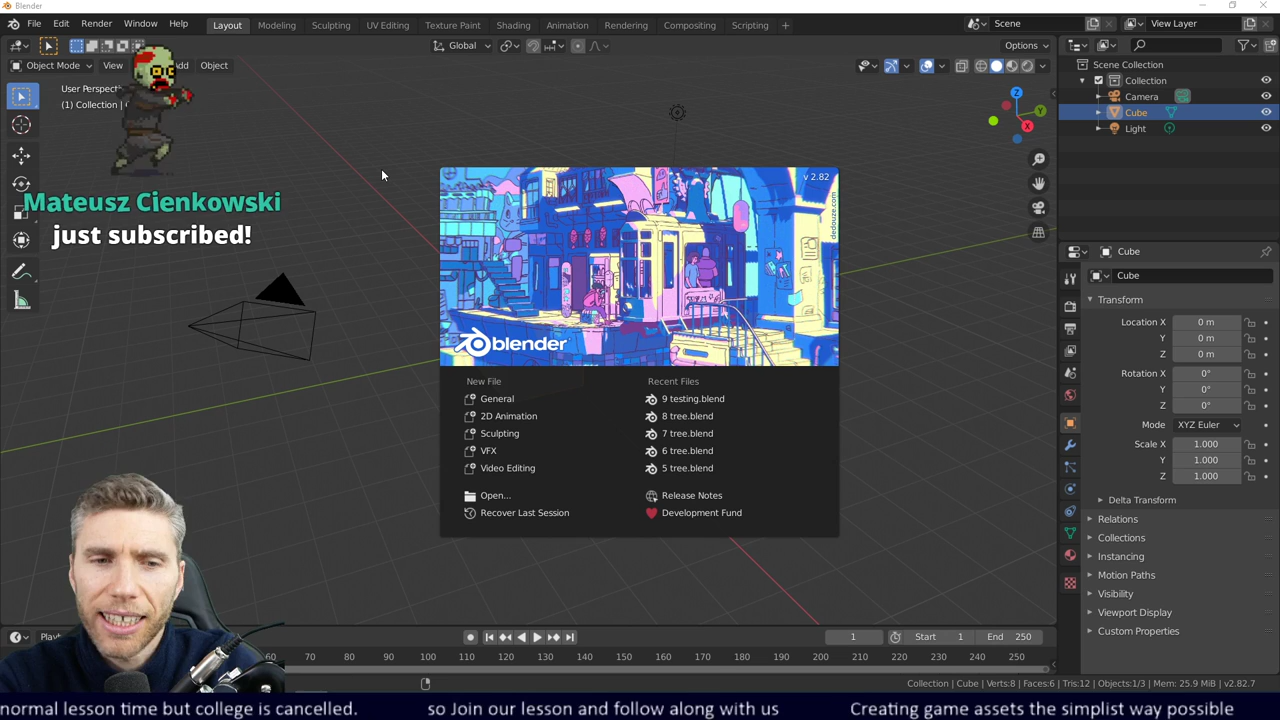 Blender
File Edit Render Window Help Layout Modeling Sculpting UV Editing Texture Paint Shading Animation Rendering Compositing Scripting + Scene View Layer
Global Options
Object Mode View Add Object
User Perspect
(1) Collection |
Z
Y
X
Mateusz Cienkowski
just subscribed!
v 2.82
dedouze.com
blender
New File
General
2D Animation
Sculpting
VFX
Video Editing
Open...
Recover Last Session
Recent Files
9 testing.blend
8 tree.blend
7 tree.blend
6 tree.blend
5 tree.blend
Release Notes
Development Fund
Scene Collection
Collection
Camera
Cube
Light
Cube
Cube
Transform
Location X 0 m
Y 0 m
Z 0 m
Rotation X 0°
Y 0°
Z 0°
Mode XYZ Euler
Scale X 1.000
Y 1.000
Z 1.000
Delta Transform
Relations
Collections
Instancing
Motion Paths
Visibility
Viewport Display
Custom Properties
1 Start 1 End 250
60 70 80 90 100 110 120 130 140 150 160 170 180 190 200 210 220 230 240 250
Collection | Cube | Verts:8 | Faces:6 | Tris:12 | Objects:1/3 | Mem: 25.9 MiB | v2.82.7
normal lesson time but college is cancelled. so Join our lesson and follow along with us Creating game assets the simplist way possible